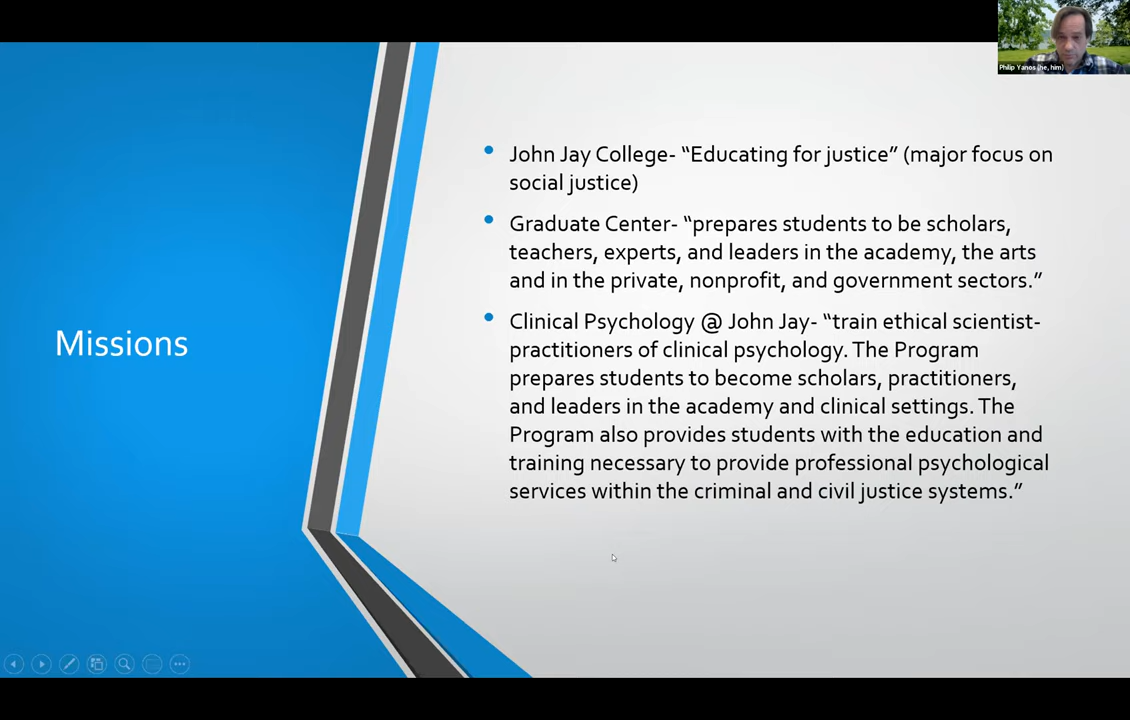 Philip Yanos (he, him)
Missions
• John Jay College- “Educating for justice” (major focus on
social justice)
• Graduate Center- “prepares students to be scholars,
teachers, experts, and leaders in the academy, the arts
and in the private, nonprofit, and government sectors.”
• Clinical Psychology @ John Jay- “train ethical scientist-
practitioners of clinical psychology. The Program
prepares students to become scholars, practitioners,
and leaders in the academy and clinical settings. The
Program also provides students with the education and
training necessary to provide professional psychological
services within the criminal and civil justice systems.”